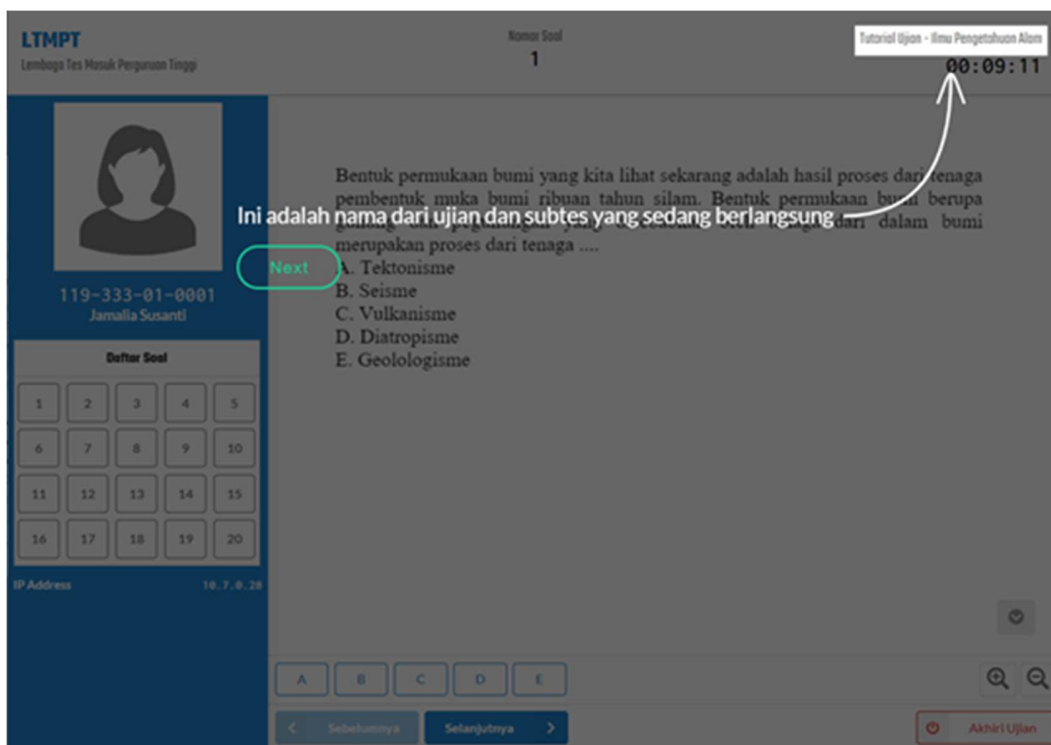 LTMPT
Lembaga Tes Masuk Perguruan Tinggi
Nomor Soal
1
Tutorial Ujian - Ilmu Pengetahuan Alam
00:09:11
119-333-01-0001
Jamalia Susanti
Daftar Soal
1 2 3 4 5
6 7 8 9 10
11 12 13 14 15
16 17 18 19 20
IP Address 10.7.0.28
Bentuk permukaan bumi yang kita lihat sekarang adalah hasil proses dari tenaga
pembentuk muka bumi ribuan tahun silam. Bentuk permukaan bumi berupa
Ini adalah nama dari ujian dan subtes yang sedang berlangsung
dari dalam bumi
merupakan proses dari tenaga ....
Next
A. Tektonisme
B. Seisme
C. Vulkanisme
D. Diatropisme
E. Geolologisme
A B C D E
Sebelumnya Selanjutnya
Akhiri Ujian